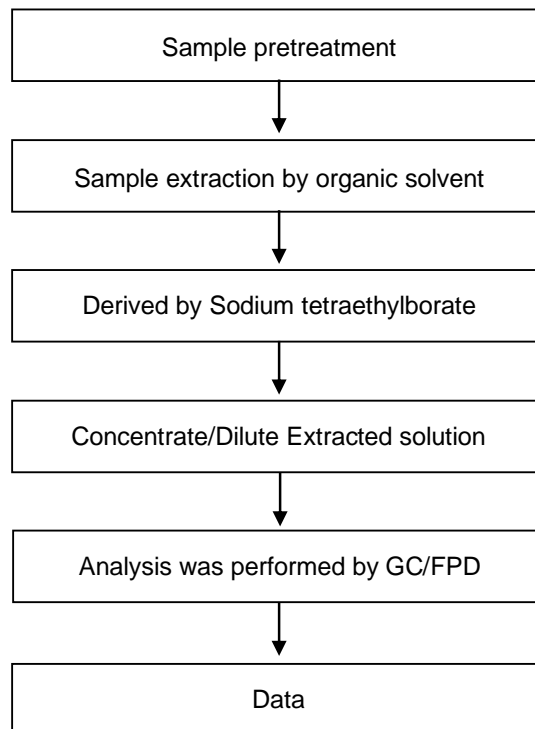 Sample pretreatment
Sample extraction by organic solvent
Derived by Sodium tetraethylborate
Concentrate/Dilute Extracted solution
Analysis was performed by GC/FPD
Data